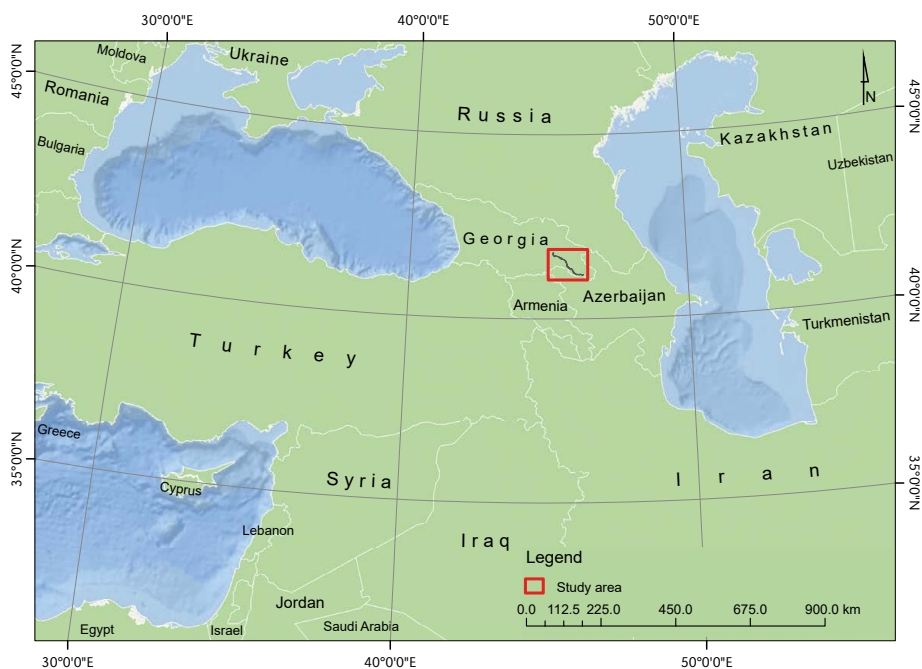 30°0'0"E
40°0'0"E
50°0'0"E
45°0'0"N
40°0'0"N
35°0'0"N
Moldova
Ukraine
Romania
Bulgaria
Russia
Kazakhstan
Uzbekistan
45°0'0"N
N
Georgia
Armenia
Azerbaijan
Turkmenistan
40°0'0"N
Turkey
Greece
Cyprus
Syria
Iran
35°0'0"N
Lebanon
Iraq
Jordan
Israel
Egypt
Saudi Arabia
Legend
Study area
0.0 112.5 225.0 450.0 675.0 900.0 km
30°0'0"E
40°0'0"E
50°0'0"E